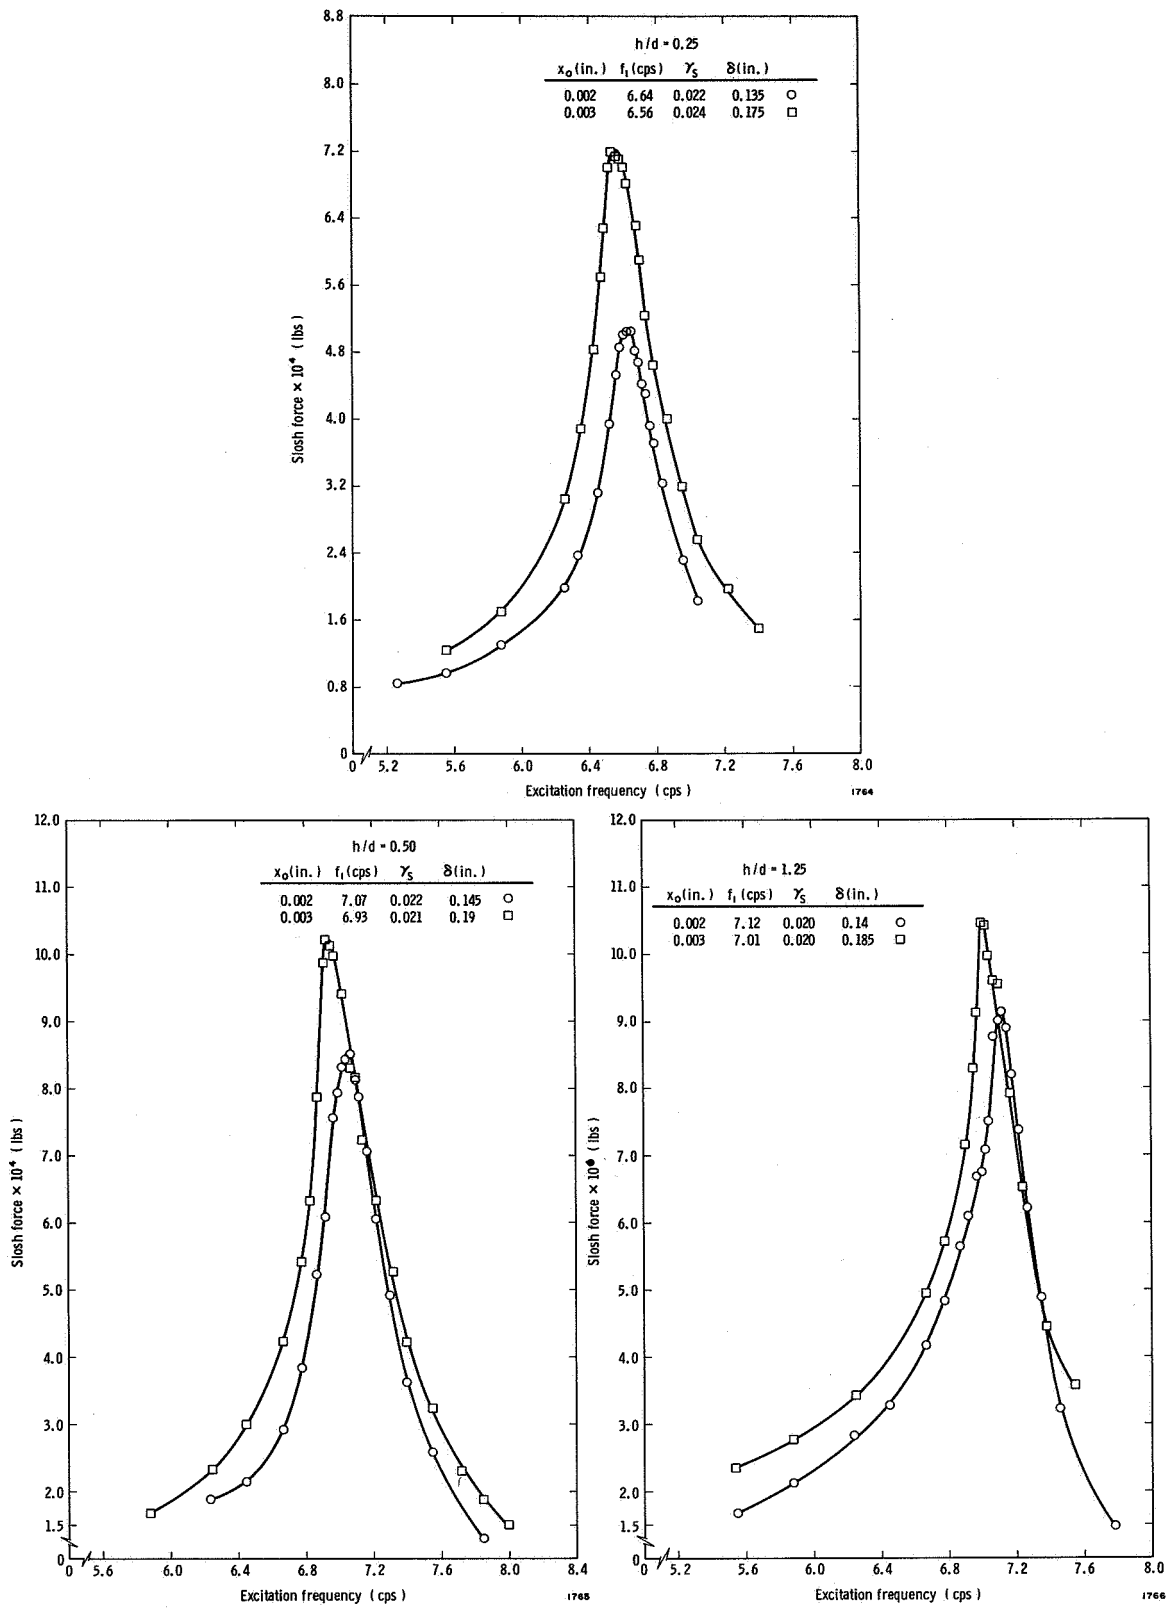 8.8
h/d = 0.25
x₀(in.) f₁(cps) γₛ δ(in.)
8.0
0.002 6.64 0.022 0.135 ○
0.003 6.56 0.024 0.175 □
7.2
6.4
5.6
4.8
4.0
3.2
2.4
1.6
0.8
0
Slosh force × 10⁴ (lbs)
0 5.2 5.6 6.0 6.4 6.8 7.2 7.6 8.0
Excitation frequency (cps)
1764
12.0
h/d = 0.50
x₀(in.) f₁(cps) γₛ δ(in.)
11.0
0.002 7.07 0.022 0.145 ○
0.003 6.93 0.021 0.19 □
10.0
9.0
8.0
7.0
6.0
5.0
4.0
3.0
2.0
1.5
0
Slosh force × 10⁴ (lbs)
0 5.6 6.0 6.4 6.8 7.2 7.6 8.0 8.4
Excitation frequency (cps)
1765
12.0
h/d = 1.25
x₀(in.) f₁(cps) γₛ δ(in.)
11.0
0.002 7.12 0.020 0.14 ○
0.003 7.01 0.020 0.185 □
10.0
9.0
8.0
7.0
6.0
5.0
4.0
3.0
2.0
1.5
0
Slosh force × 10 (lbs)
0 5.2 5.6 6.0 6.4 6.8 7.2 7.6 8.0
Excitation frequency (cps)
1766